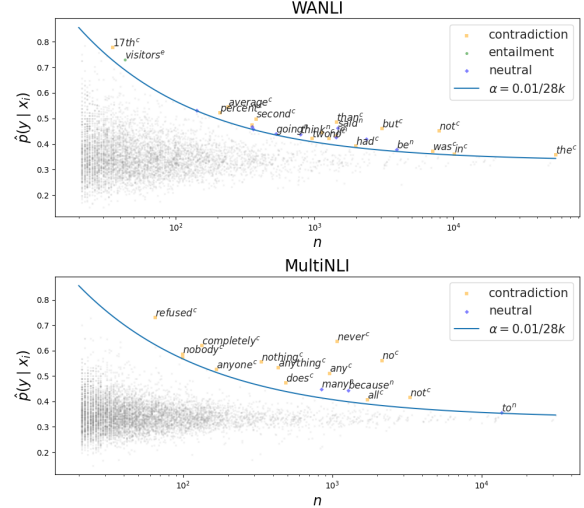 WANLI
contradiction
entailment
neutral
α = 0.01/28k
17thᶜ
visitorsᵉ
averageᶜ
percentᶜ
secondᶜ
thanᶜ
saidⁿ
goingⁿ
thinkⁿ
butᶜ
notᶜ
hadᶜ
beⁿ
wasᶜ
inᶜ
theᶜ
p̂(y | xᵢ)
0.8
0.7
0.6
0.5
0.4
0.3
0.2
10²
10³
10⁴
n
MultiNLI
contradiction
neutral
α = 0.01/28k
refusedᶜ
completelyᶜ
nobodyᶜ
anyoneᶜ
nothingᶜ
anythingᶜ
doesᶜ
neverᶜ
noᶜ
anyᶜ
manyⁿ
becauseⁿ
allᶜ
notᶜ
toⁿ
p̂(y | xᵢ)
0.8
0.7
0.6
0.5
0.4
0.3
0.2
10²
10³
10⁴
n